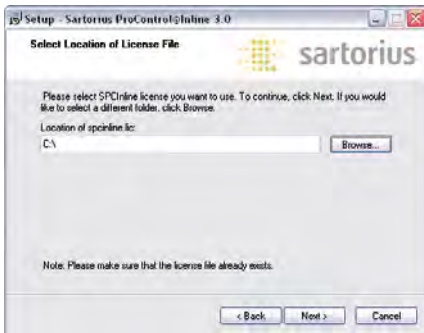 Setup - Sartorius ProControl@Inline 3.0
Select Location of License File
sartorius
Please select SPCInline license you want to use. To continue, click Next. If you would
like to select a different folder, click Browse.
Location of spcinline.lic:
C:\
Browse...
Note: Please make sure that the license file already exists.
< Back
Next >
Cancel